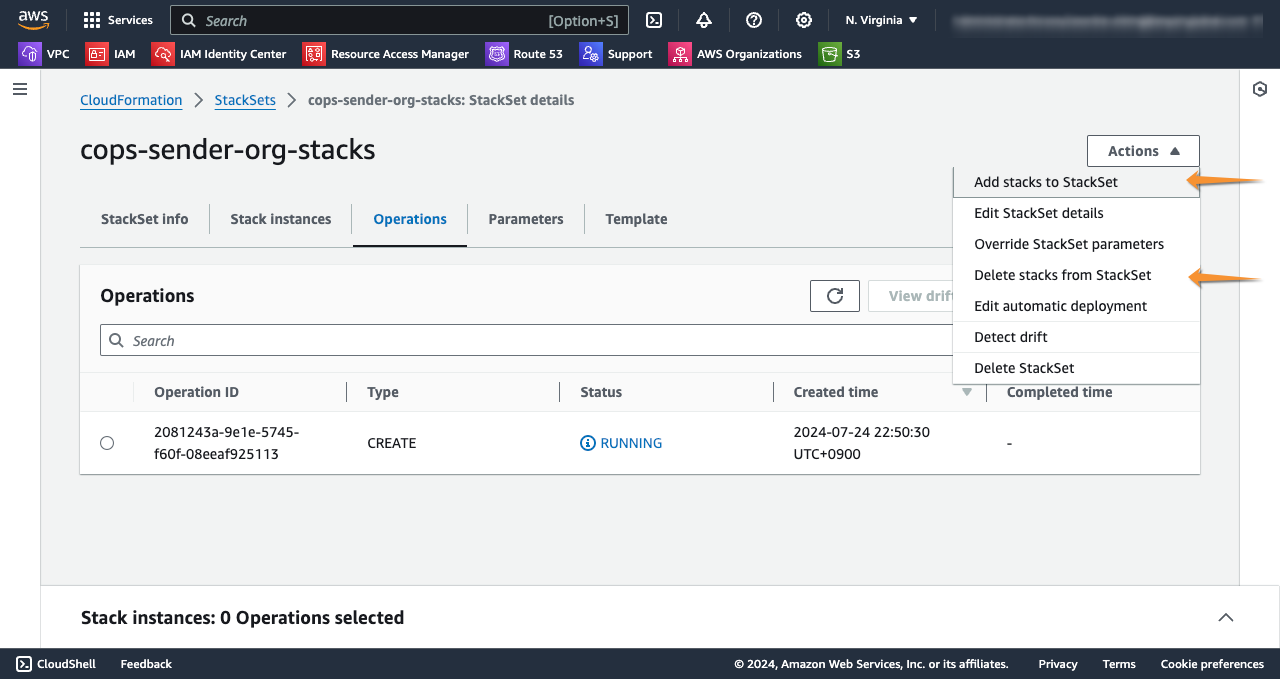 aws Services Search [Option+S] N. Virginia
VPC IAM IAM Identity Center Resource Access Manager Route 53 Support AWS Organizations S3
CloudFormation StackSets cops-sender-org-stacks: StackSet details
cops-sender-org-stacks
Actions
Add stacks to StackSet
Edit StackSet details
Override StackSet parameters
Delete stacks from StackSet
Edit automatic deployment
Detect drift
Delete StackSet
StackSet info Stack instances Operations Parameters Template
Operations
View drift
Search
Operation ID Type Status Created time Completed time
2081243a-9e1e-5745-
f60f-08eeaf925113
CREATE
RUNNING
2024-07-24 22:50:30
UTC+0900
-
Stack instances: 0 Operations selected
CloudShell Feedback © 2024, Amazon Web Services, Inc. or its affiliates. Privacy Terms Cookie preferences